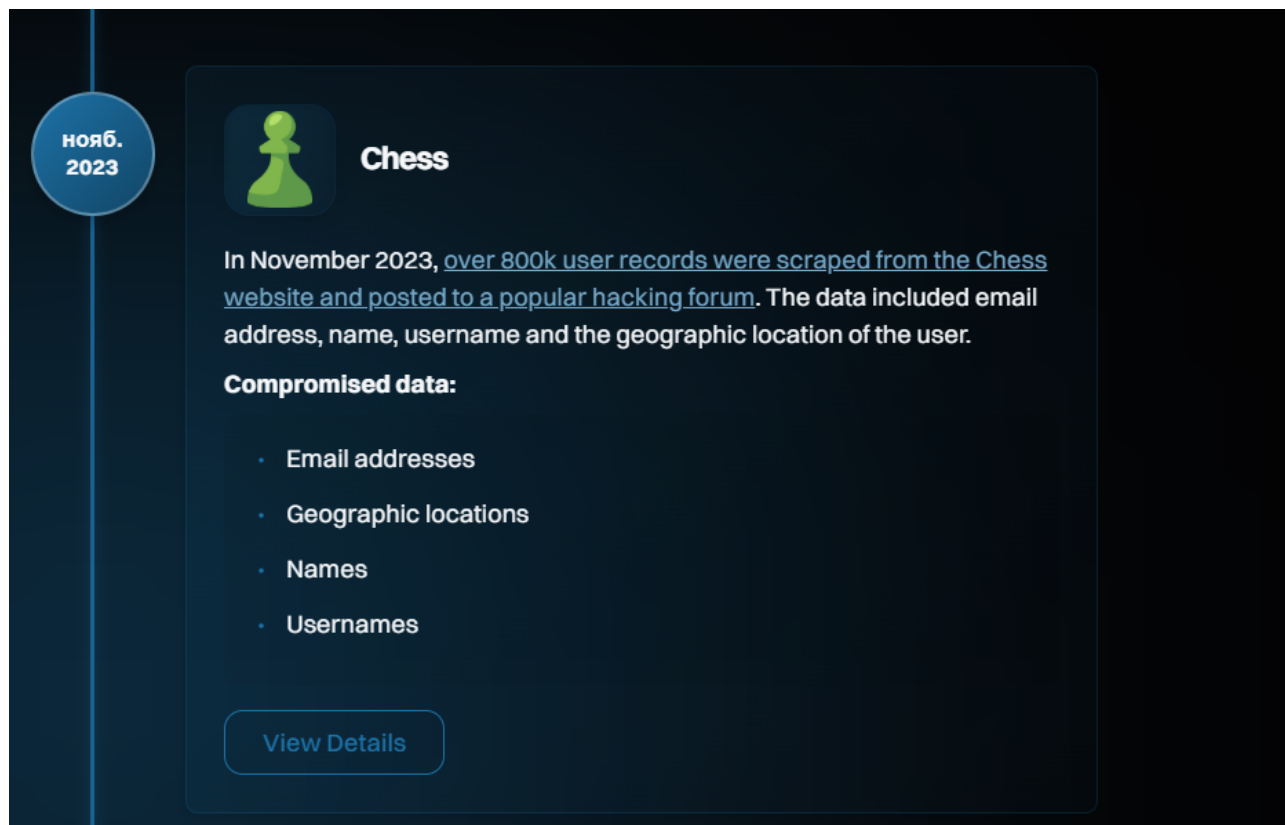 нояб.
2023
Chess
In November 2023, over 800k user records were scraped from the Chess
website and posted to a popular hacking forum. The data included email
address, name, username and the geographic location of the user.
Compromised data:
• Email addresses
• Geographic locations
• Names
• Usernames
View Details